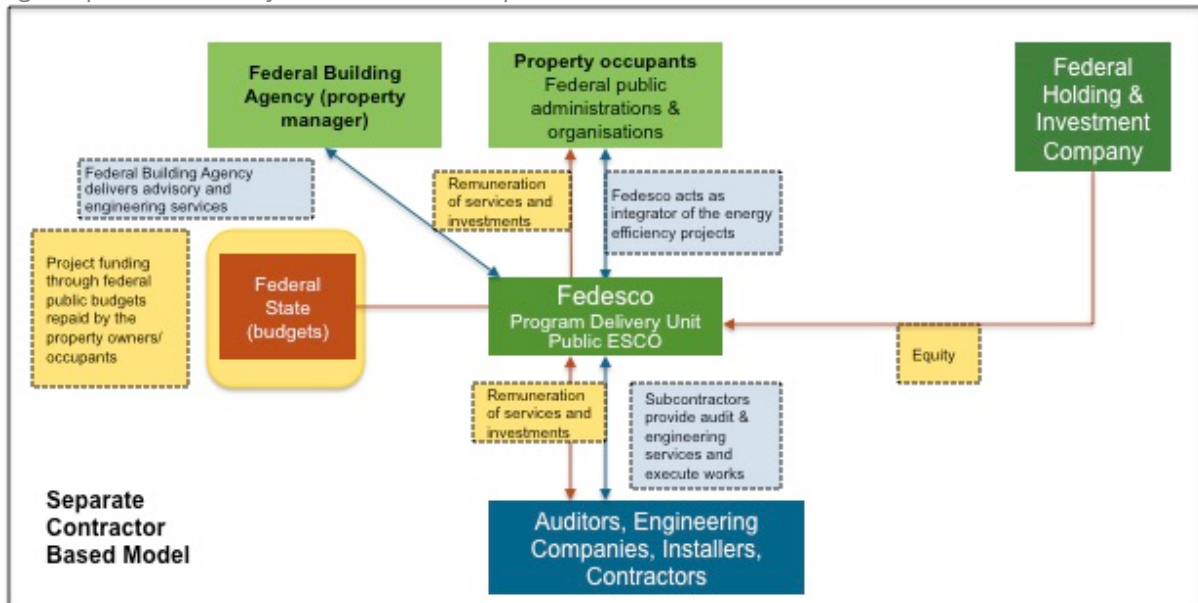 Federal Building
Agency (property
manager)
Property occupants
Federal public
administrations &
organisations
Federal
Holding &
Investment
Company
Federal Building Agency
delivers advisory and
engineering services
Remuneration
of services and
investments
Fedesco acts as
integrator of the energy
efficiency projects
Project funding
through federal
public budgets
repaid by the
property owners/
occupants
Federal
State
(budgets)
Fedesco
Program Delivery Unit
Public ESCO
Equity
Remuneration
of services and
investments
Subcontractors
provide audit &
engineering
services and
execute works
Separate
Contractor
Based Model
Auditors, Engineering
Companies, Installers,
Contractors